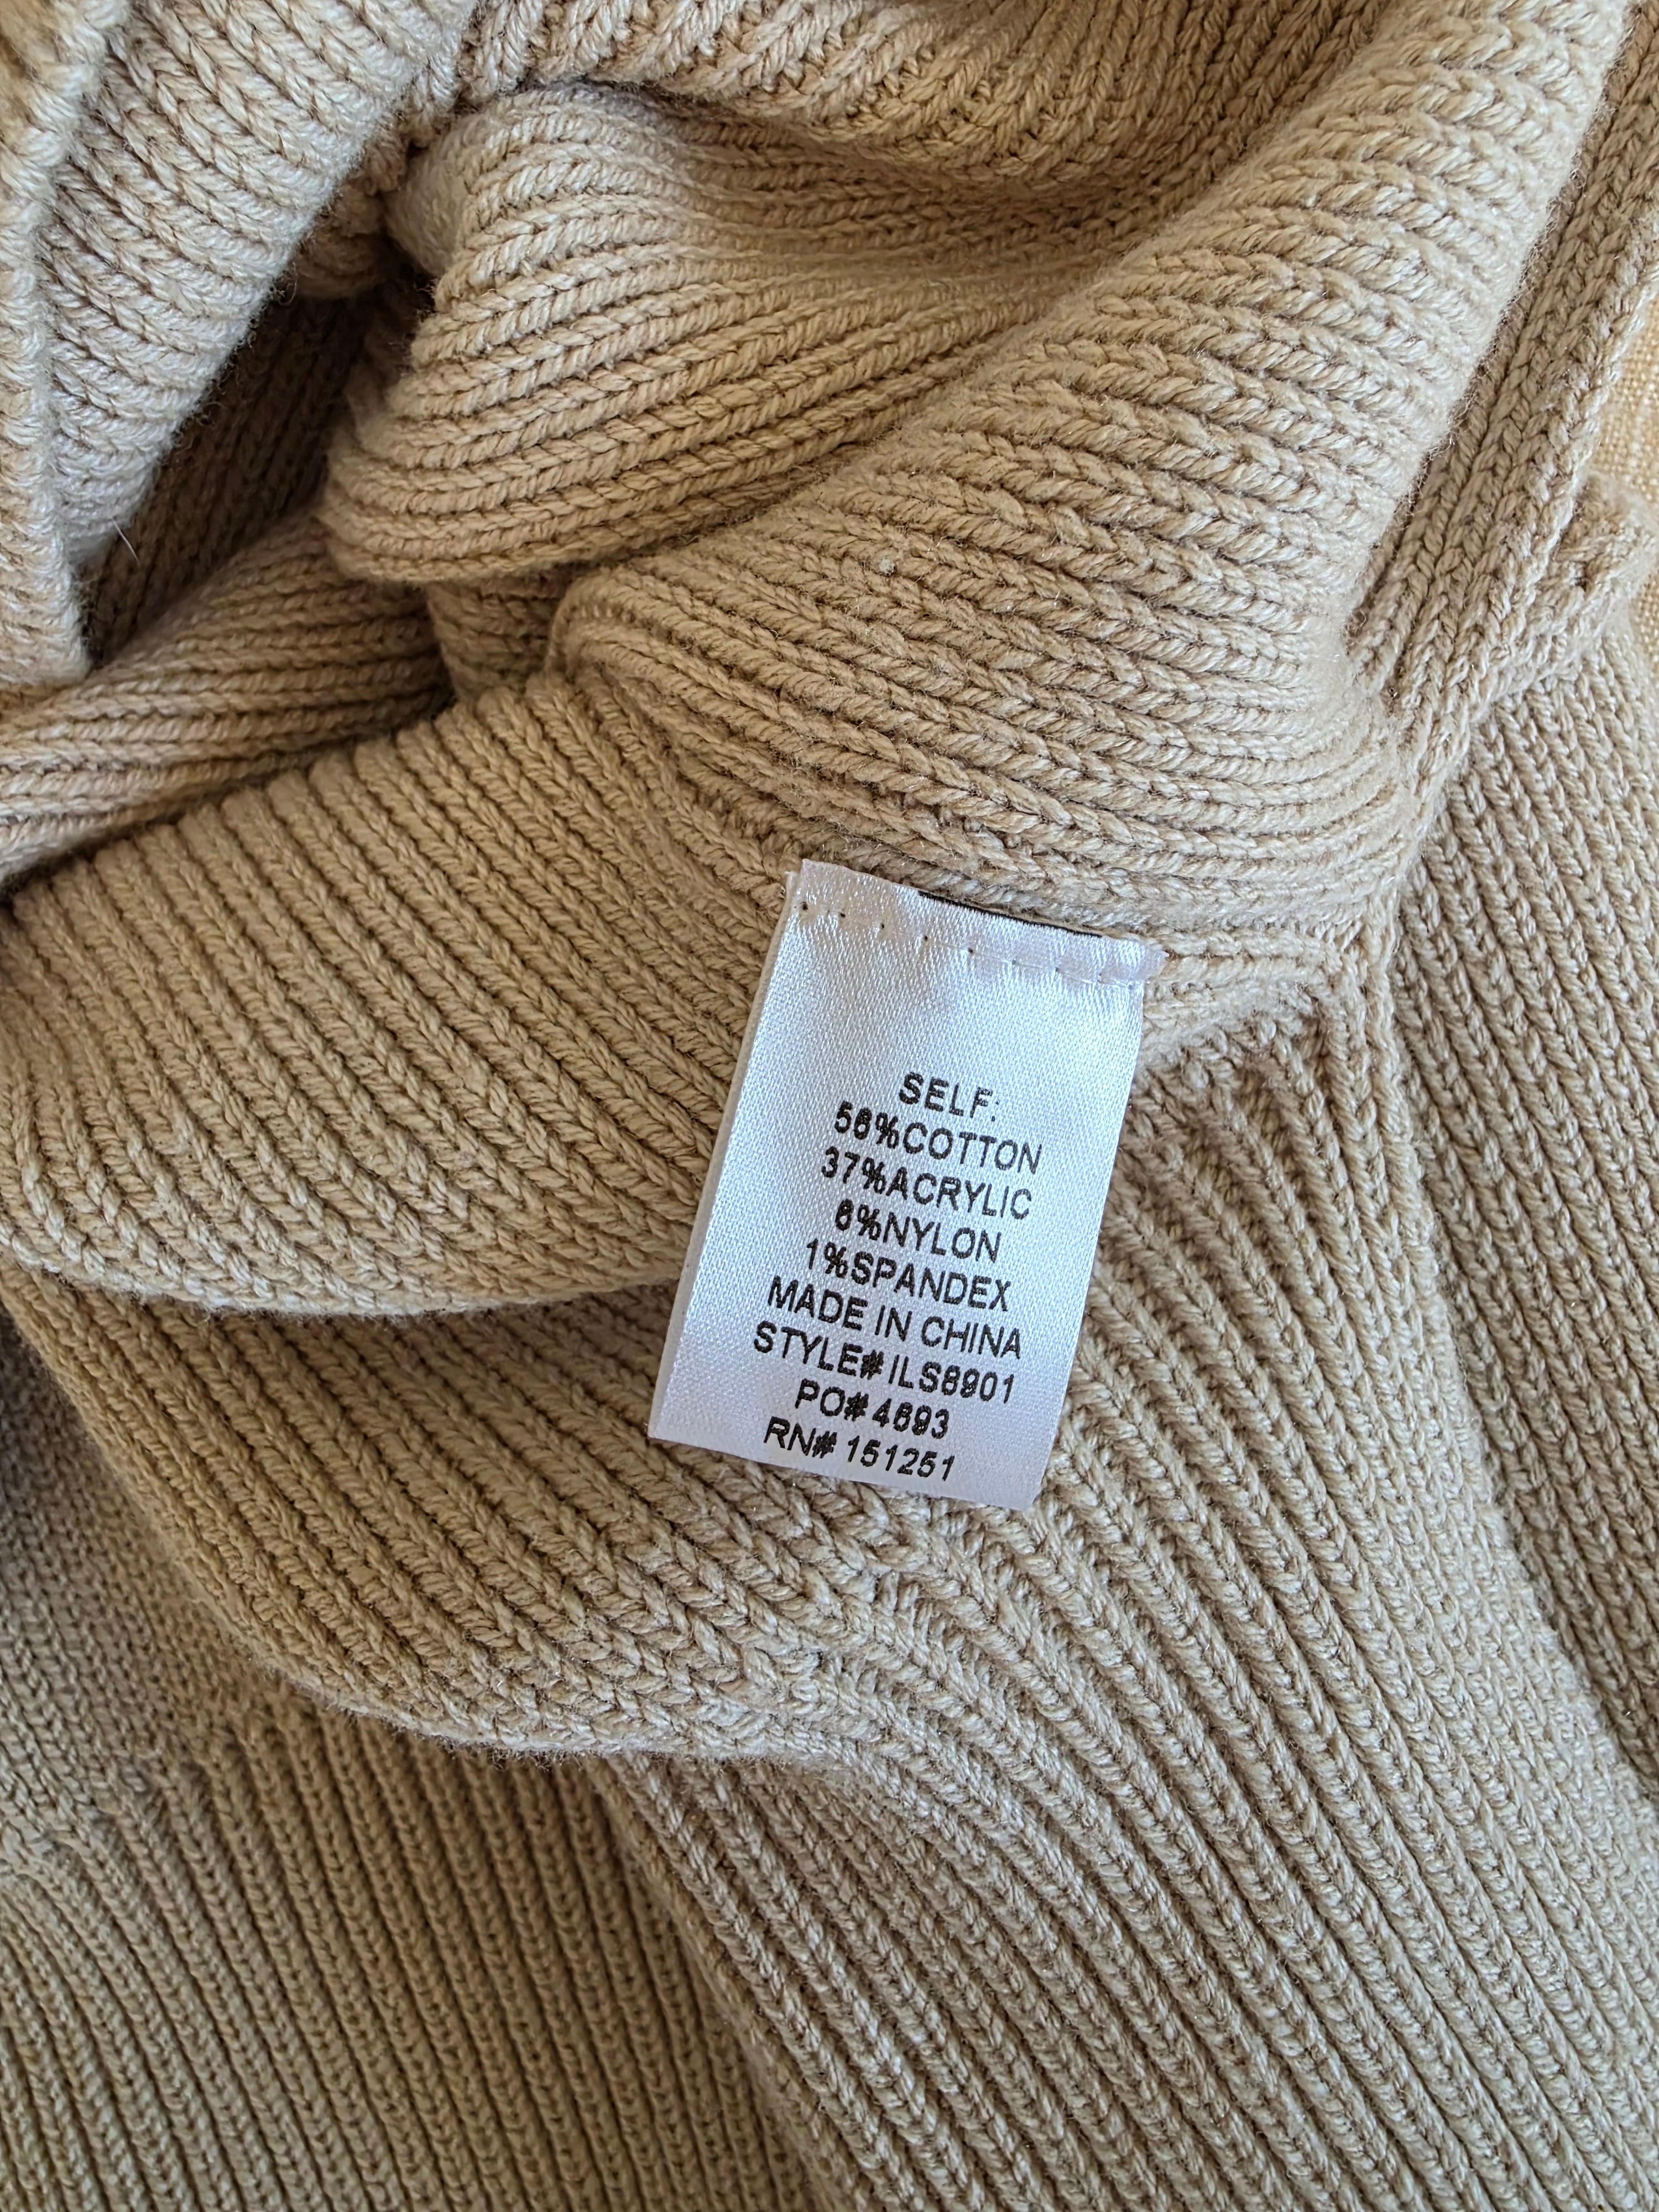 SELF:
56%COTTON
37%ACRYLIC
6%NYLON
1%SPANDEX
MADE IN CHINA
STYLE# ILS8901
PO# 4693
RN# 151251